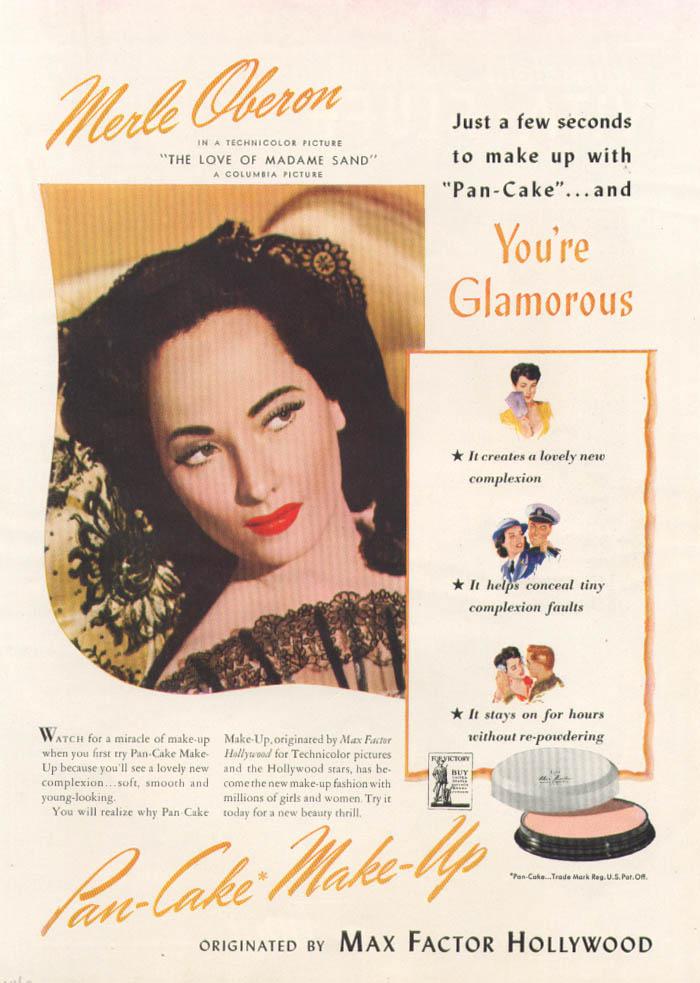 Merle Oberon
IN A TECHNICOLOR PICTURE
"THE LOVE OF MADAME SAND"
A COLUMBIA PICTURE
Just a few seconds
to make up with
"Pan-Cake"...and
You're
Glamorous
★ It creates a lovely new
complexion
★ It helps conceal tiny
complexion faults
★ It stays on for hours
without re-powdering
WATCH for a miracle of make-up
when you first try Pan-Cake Make-
Up because you'll see a lovely new
complexion...soft, smooth and
young-looking.
You will realize why Pan-Cake
Make-Up, originated by Max Factor
Hollywood for Technicolor pictures
and the Hollywood stars, has be-
come the new make-up fashion with
millions of girls and women. Try it
today for a new beauty thrill.
FOR VICTORY
BUY
UNITED
STATES
Max Factor
*Pan-Cake...Trade Mark Reg. U.S. Pat. Off.
Pan-Cake* Make-Up
ORIGINATED BY MAX FACTOR HOLLYWOOD